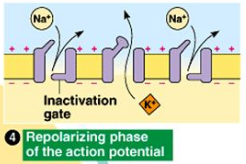 Na⁺ Na⁺
+ + + + + + + +
− − − − − −
Inactivation
gate
K⁺
4 Repolarizing phase
of the action potential